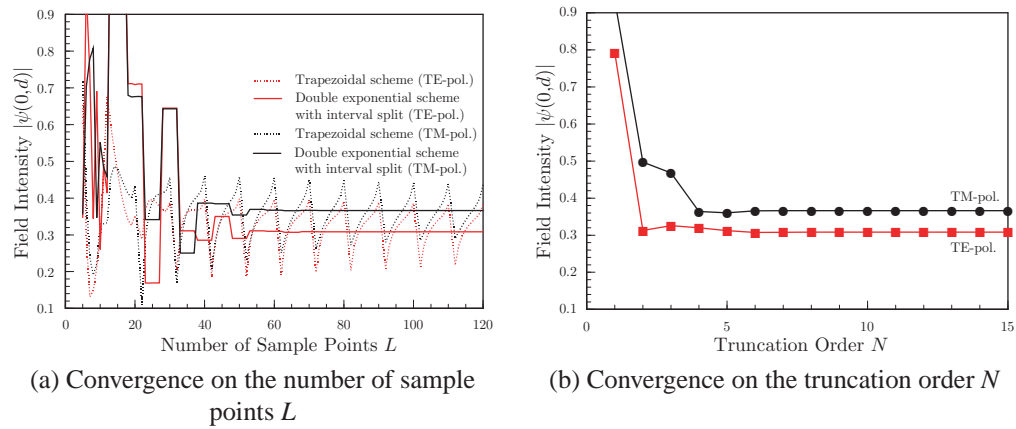 0.9
0.8
0.7
0.6
0.5
0.4
0.3
0.2
0.1
Field Intensity |ψ(0,d)|
Trapezoidal scheme (TE-pol.)
Double exponential scheme
with interval split (TE-pol.)
Trapezoidal scheme (TM-pol.)
Double exponential scheme
with interval split (TM-pol.)
0 20 40 60 80 100 120
Number of Sample Points L
(a) Convergence on the number of sample
points L
0.9
0.8
0.7
0.6
0.5
0.4
0.3
0.2
0.1
Field Intensity |ψ(0,d)|
TM-pol.
TE-pol.
0 5 10 15
Truncation Order N
(b) Convergence on the truncation order N